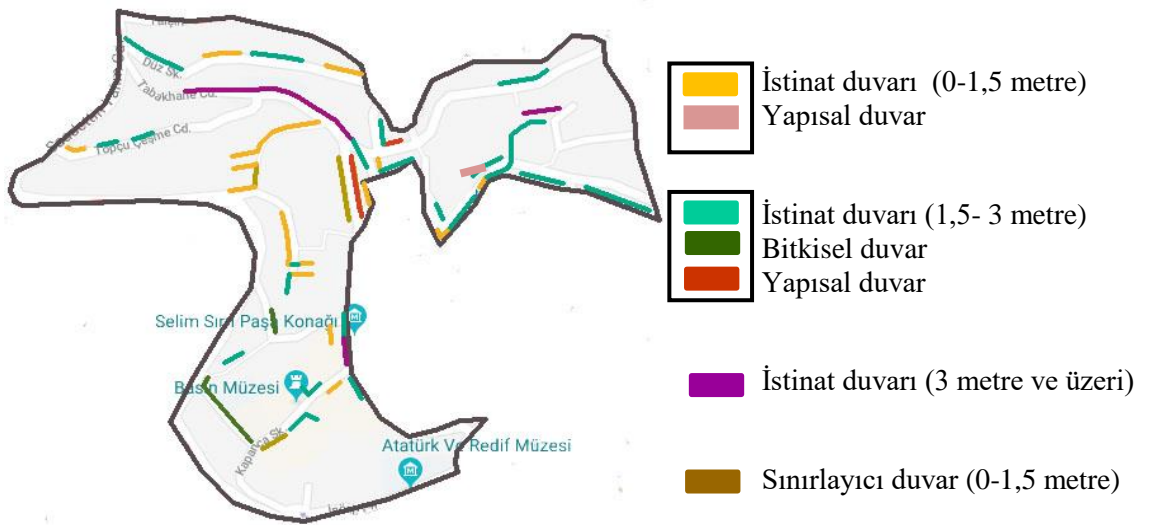 Düz Sk.
Tabakhane Cd.
Topçu Çeşme Cd.
Selim Sırrı Paşa Konağı
Basın Müzesi
Kapanca Sk.
Atatürk Ve Redif Müzesi
İstinat duvarı (0-1,5 metre)
Yapısal duvar
İstinat duvarı (1,5- 3 metre)
Bitkisel duvar
Yapısal duvar
İstinat duvarı (3 metre ve üzeri)
Sınırlayıcı duvar (0-1,5 metre)